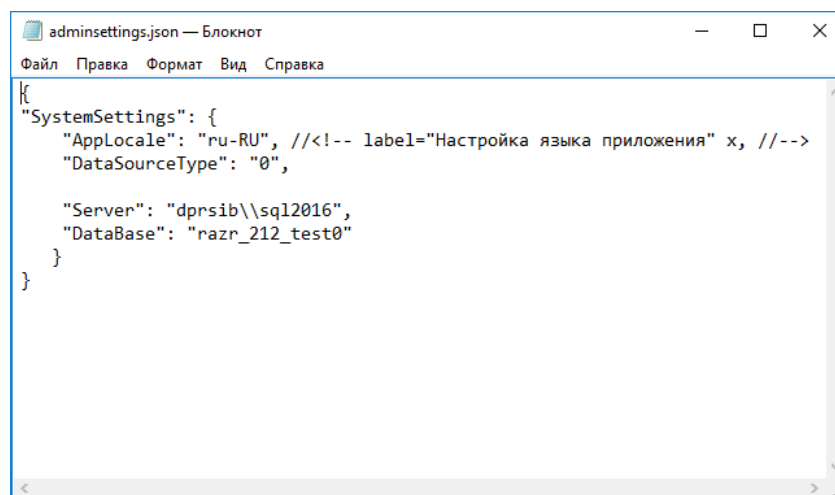 adminsettings.json — Блокнот
Файл Правка Формат Вид Справка
{
"SystemSettings": {
"AppLocale": "ru-RU", //<!-- label="Настройка языка приложения" x, //-->
"DataSourceType": "0",
"Server": "dprsib\\sql2016",
"DataBase": "razr_212_test0"
}
}